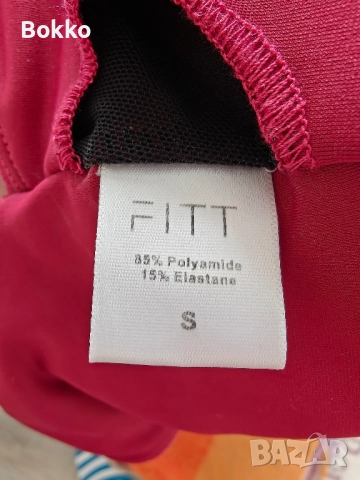 Bokko
FITT
85% Polyamide
15% Elastane
S
BAZAR